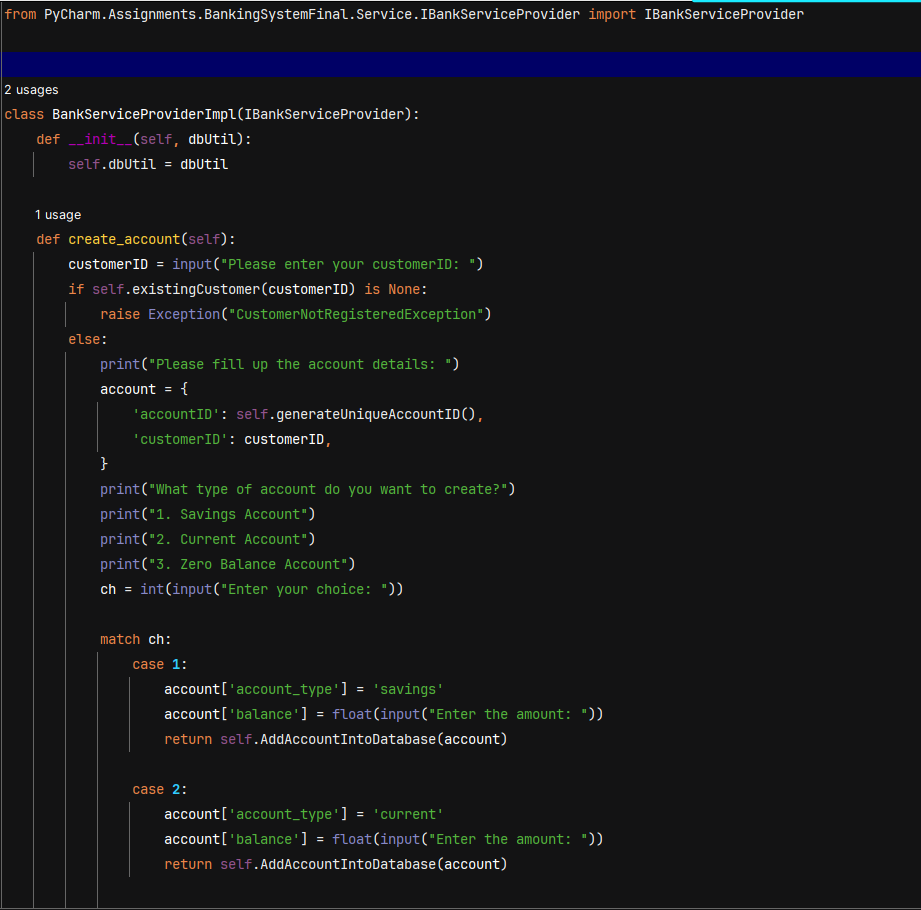 from PyCharm.Assignments.BankingSystemFinal.Service.IBankServiceProvider import IBankServiceProvider
2 usages
class BankServiceProviderImpl(IBankServiceProvider):
    def __init__(self, dbUtil):
        self.dbUtil = dbUtil
    1 usage
    def create_account(self):
        customerID = input("Please enter your customerID: ")
        if self.existingCustomer(customerID) is None:
            raise Exception("CustomerNotRegisteredException")
        else:
            print("Please fill up the account details: ")
            account = {
                'accountID': self.generateUniqueAccountID(),
                'customerID': customerID,
            }
            print("What type of account do you want to create?")
            print("1. Savings Account")
            print("2. Current Account")
            print("3. Zero Balance Account")
            ch = int(input("Enter your choice: "))
            match ch:
                case 1:
                    account['account_type'] = 'savings'
                    account['balance'] = float(input("Enter the amount: "))
                    return self.AddAccountIntoDatabase(account)
                case 2:
                    account['account_type'] = 'current'
                    account['balance'] = float(input("Enter the amount: "))
                    return self.AddAccountIntoDatabase(account)